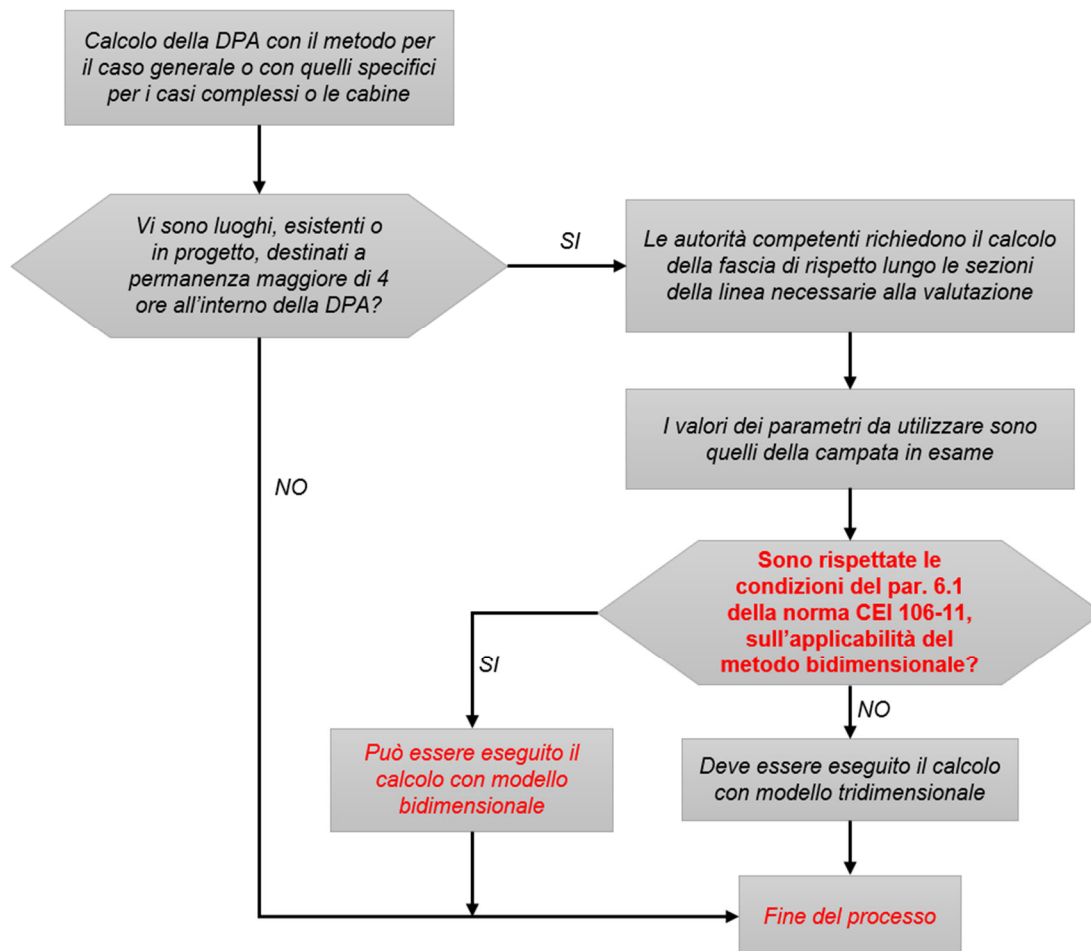 Calcolo della DPA con il metodo per
il caso generale o con quelli specifici
per i casi complessi o le cabine
Vi sono luoghi, esistenti o
in progetto, destinati a
permanenza maggiore di 4
ore all'interno della DPA?
SI
Le autorità competenti richiedono il calcolo
della fascia di rispetto lungo le sezioni
della linea necessarie alla valutazione
I valori dei parametri da utilizzare sono
quelli della campata in esame
NO
Sono rispettate le
condizioni del par. 6.1
della norma CEI 106-11,
sull'applicabilità del
metodo bidimensionale?
SI
NO
Può essere eseguito il
calcolo con modello
bidimensionale
Deve essere eseguito il calcolo
con modello tridimensionale
Fine del processo